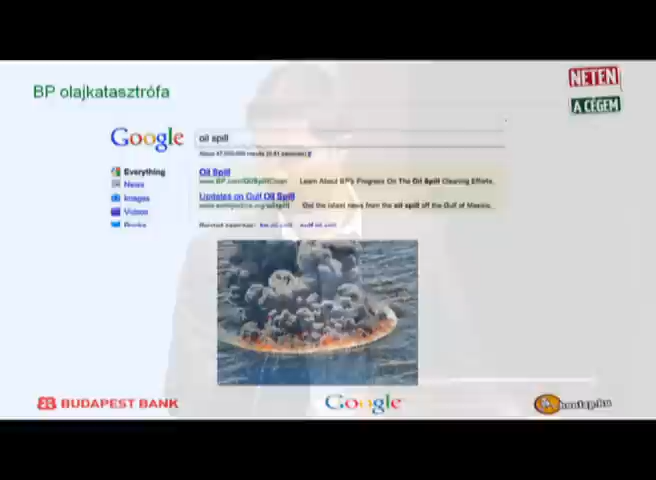 NETEN
A CÉGEM
BP olajkatasztrófa
Google
oil spill
Everything
News
Images
Videos
Books
Oil Spill
Learn About BP's Progress On The Oil Spill Cleaning Efforts.
Updates on Gulf Oil Spill
Get the latest news from the oil spill off the Gulf of Mexico.
BUDAPEST BANK
Google